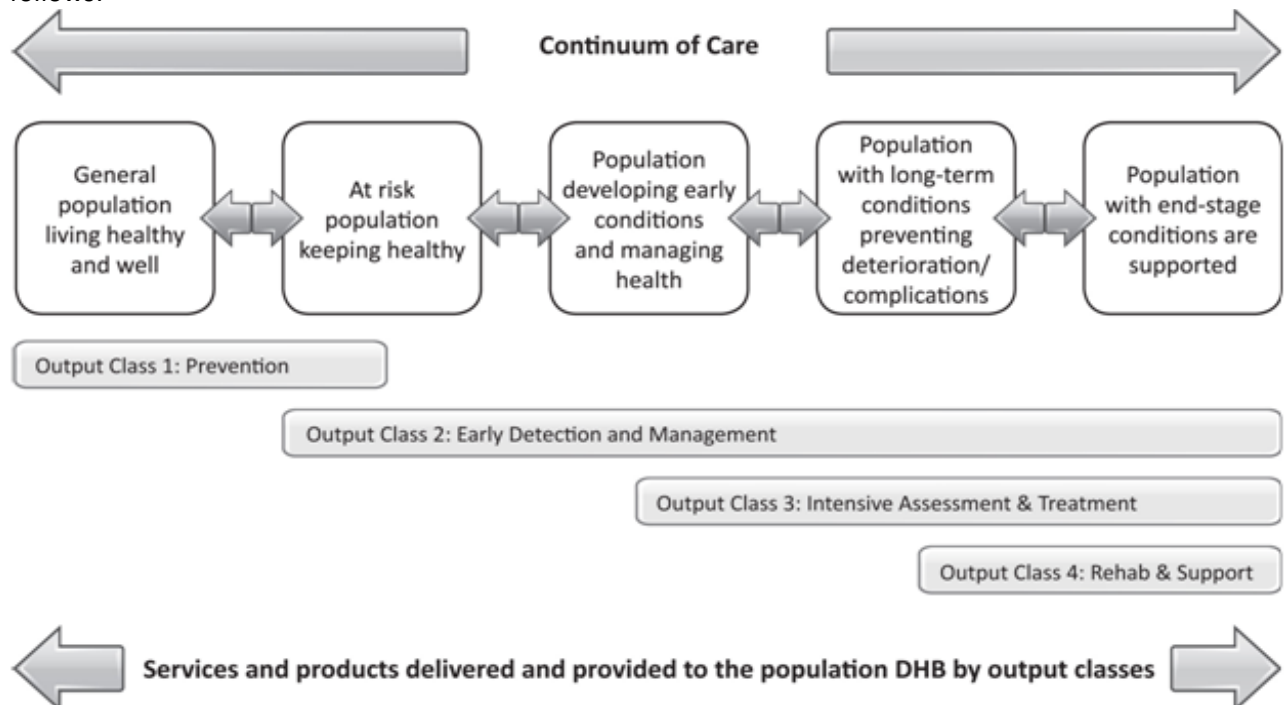 Continuum of Care
General
population
living healthy
and well
At risk
population
keeping healthy
Population
developing early
conditions
and managing
health
Population
with long-term
conditions
preventing
deterioration/
complications
Population
with end-stage
conditions are
supported
Output Class 1: Prevention
Output Class 2: Early Detection and Management
Output Class 3: Intensive Assessment & Treatment
Output Class 4: Rehab & Support
Services and products delivered and provided to the population DHB by output classes